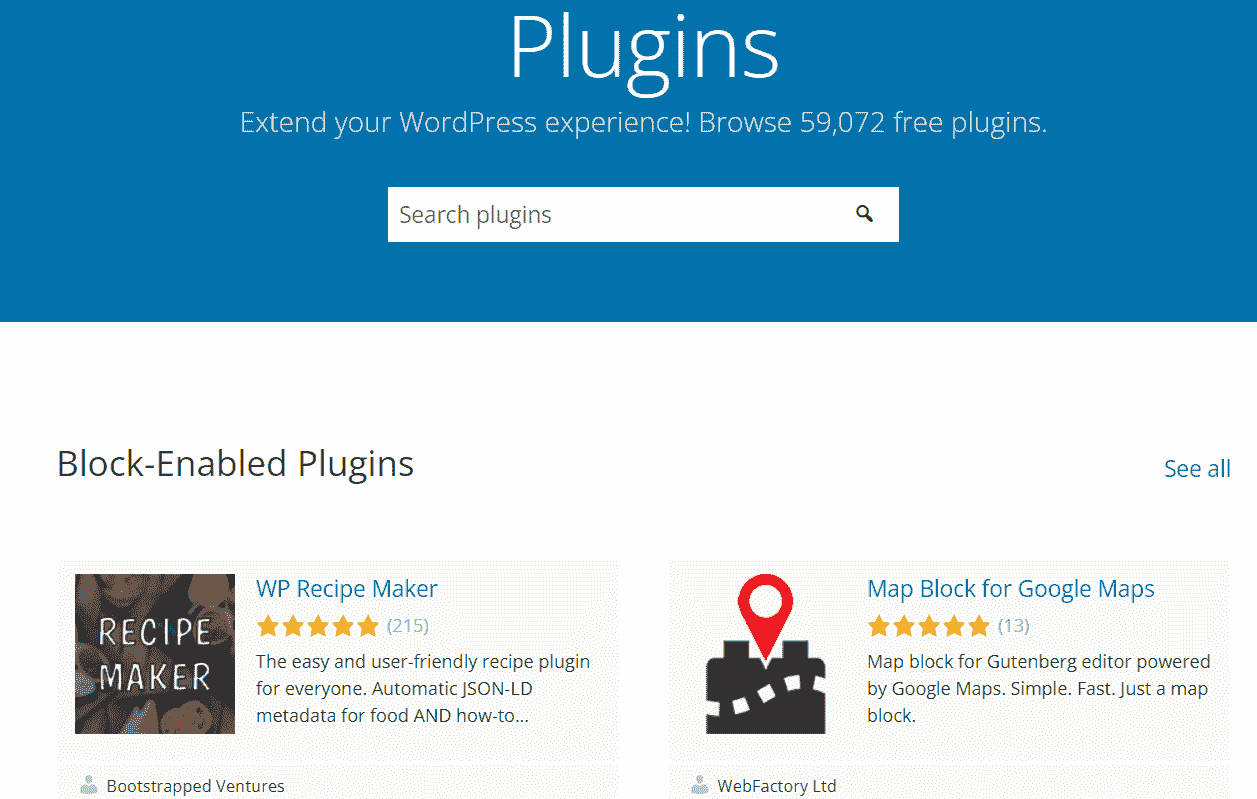 Plugins
Extend your WordPress experience! Browse 59,072 free plugins.
Search plugins
Block-Enabled Plugins
See all
RECIPE
MAKER
WP Recipe Maker
(215)
The easy and user-friendly recipe plugin
for everyone. Automatic JSON-LD
metadata for food AND how-to...
Bootstrapped Ventures
Map Block for Google Maps
(13)
Map block for Gutenberg editor powered
by Google Maps. Simple. Fast. Just a map
block.
WebFactory Ltd